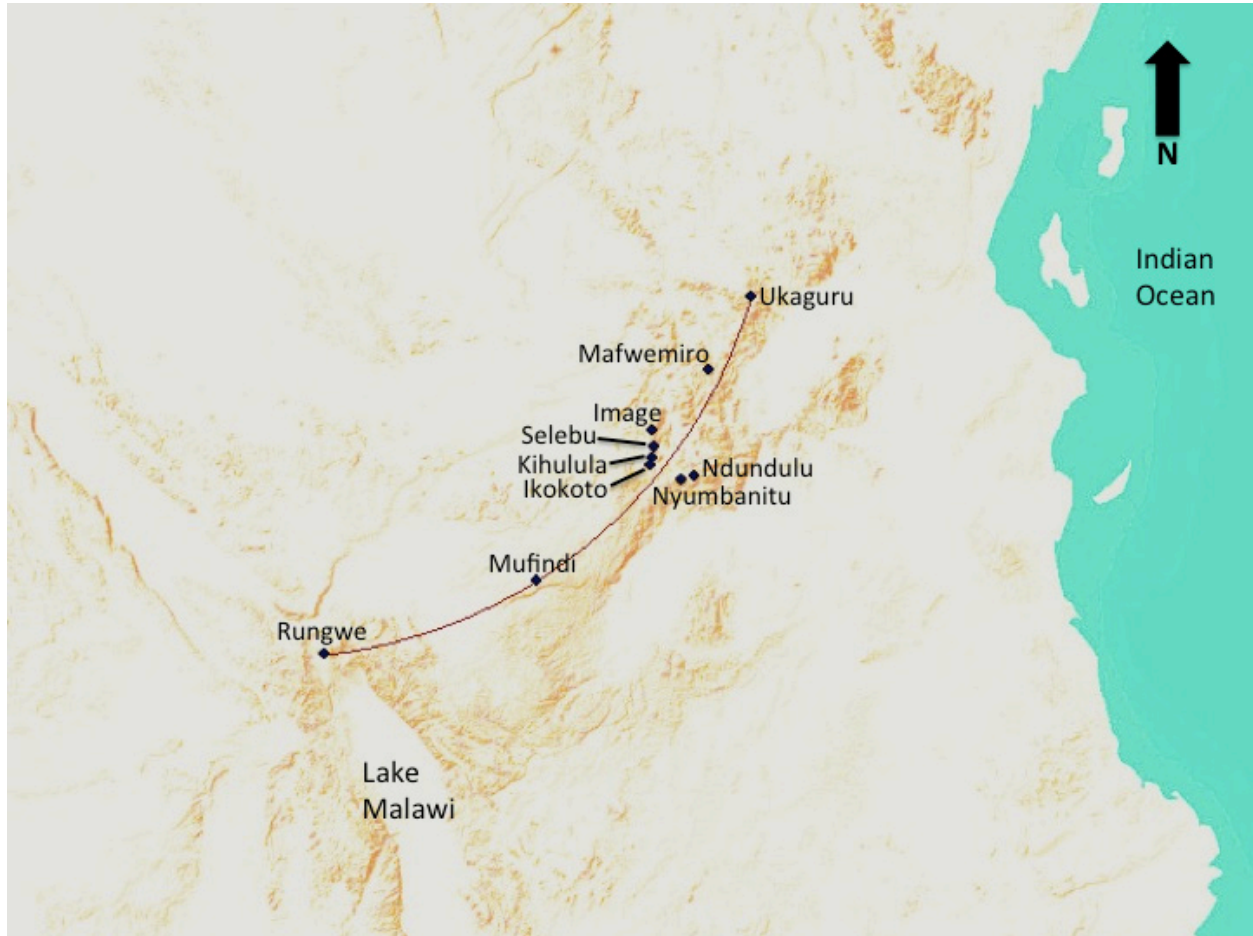 N
Indian
Ocean
Ukaguru
Mafwemiro
Image
Selebu
Kihulula
Ikokoto
Ndundulu
Nyumbanitu
Mufindi
Rungwe
Lake
Malawi